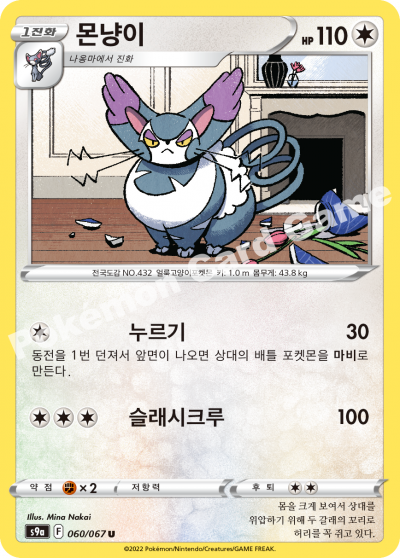 1진화
몬냥이
HP 110
나옹마에서 진화
전국도감 NO.432 얼룩고양이포켓몬 키: 1.0 m 몸무게: 43.8 kg
Pokémon Card Game
누르기 30
동전을 1번 던져서 앞면이 나오면 상대의 배틀 포켓몬을 마비로
만든다.
슬래시크루 100
약점 ×2 저항력 후퇴
Illus. Mina Nakai
s9a F 060/067 U
몸을 크게 보여서 상대를
위압하기 위해 두 갈래의 꼬리로
허리를 꼭 쥐고 있다.
©2022 Pokémon/Nintendo/Creatures/GAME FREAK.